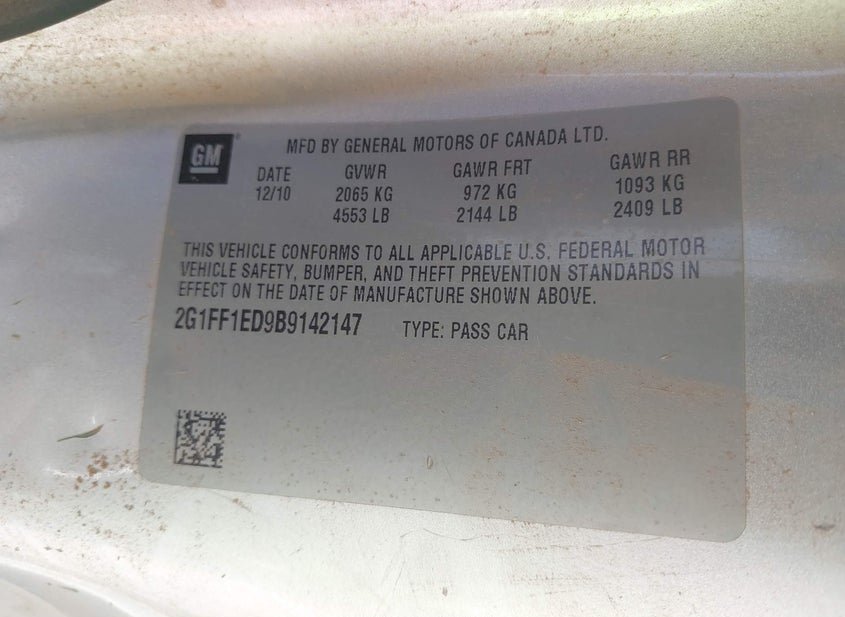 GM
MFD BY GENERAL MOTORS OF CANADA LTD.
DATE GVWR GAWR FRT GAWR RR
12/10 2065 KG 972 KG 1093 KG
4553 LB 2144 LB 2409 LB
THIS VEHICLE CONFORMS TO ALL APPLICABLE U.S. FEDERAL MOTOR
VEHICLE SAFETY, BUMPER, AND THEFT PREVENTION STANDARDS IN
EFFECT ON THE DATE OF MANUFACTURE SHOWN ABOVE.
2G1FF1ED9B9142147 TYPE: PASS CAR